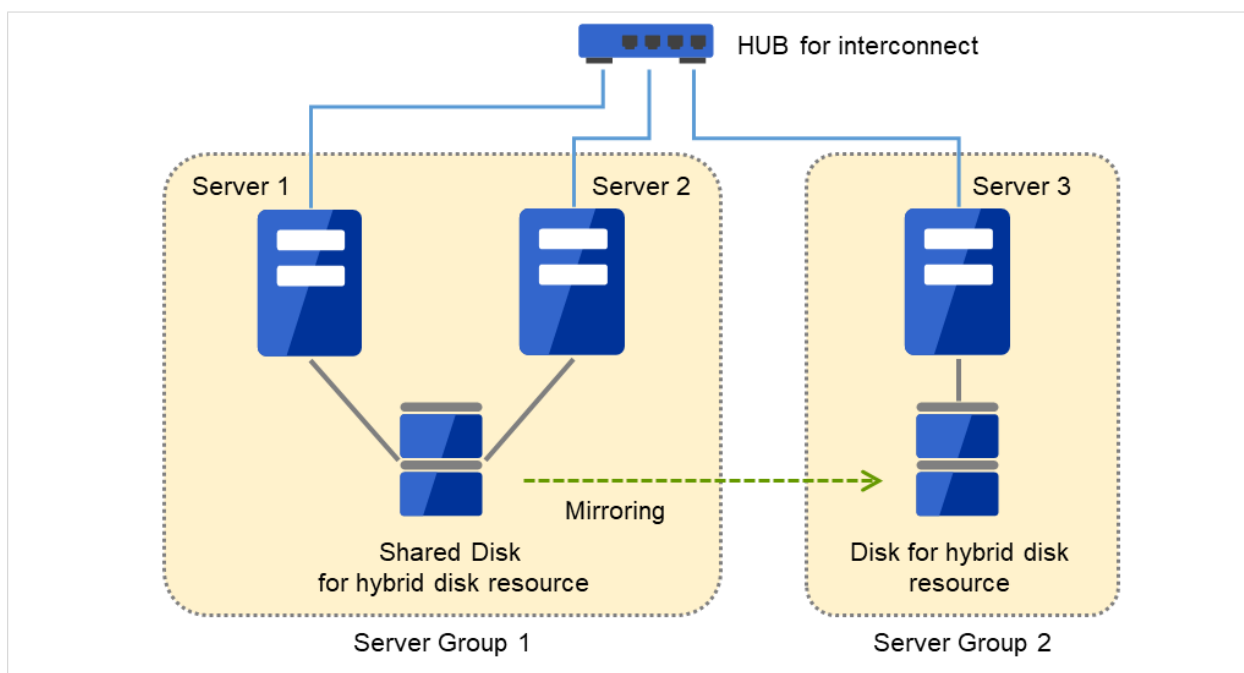 HUB for interconnect
Server 1
Server 2
Server 3
Mirroring
Shared Disk
for hybrid disk resource
Disk for hybrid disk
resource
Server Group 1
Server Group 2